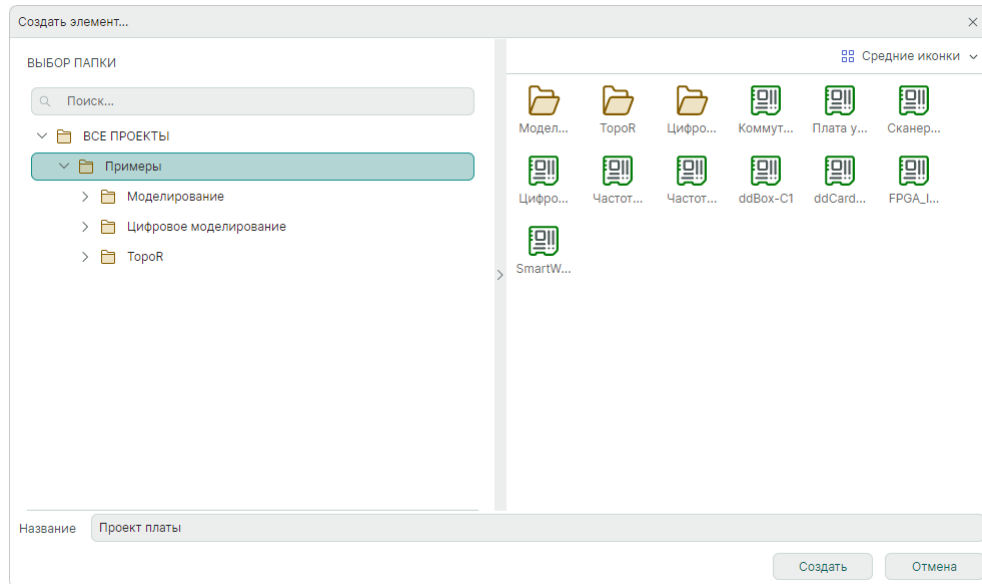 Создать элемент...
ВЫБОР ПАПКИ
Средние иконки
Поиск...
ВСЕ ПРОЕКТЫ
Примеры
Моделирование
Цифровое моделирование
TopoR
Модел... TopoR Цифро... Коммут... Плата у... Сканер...
Цифро... Частот... Частот... ddBox-C1 ddCard... FPGA_I...
SmartW...
Название Проект платы
Создать Отмена